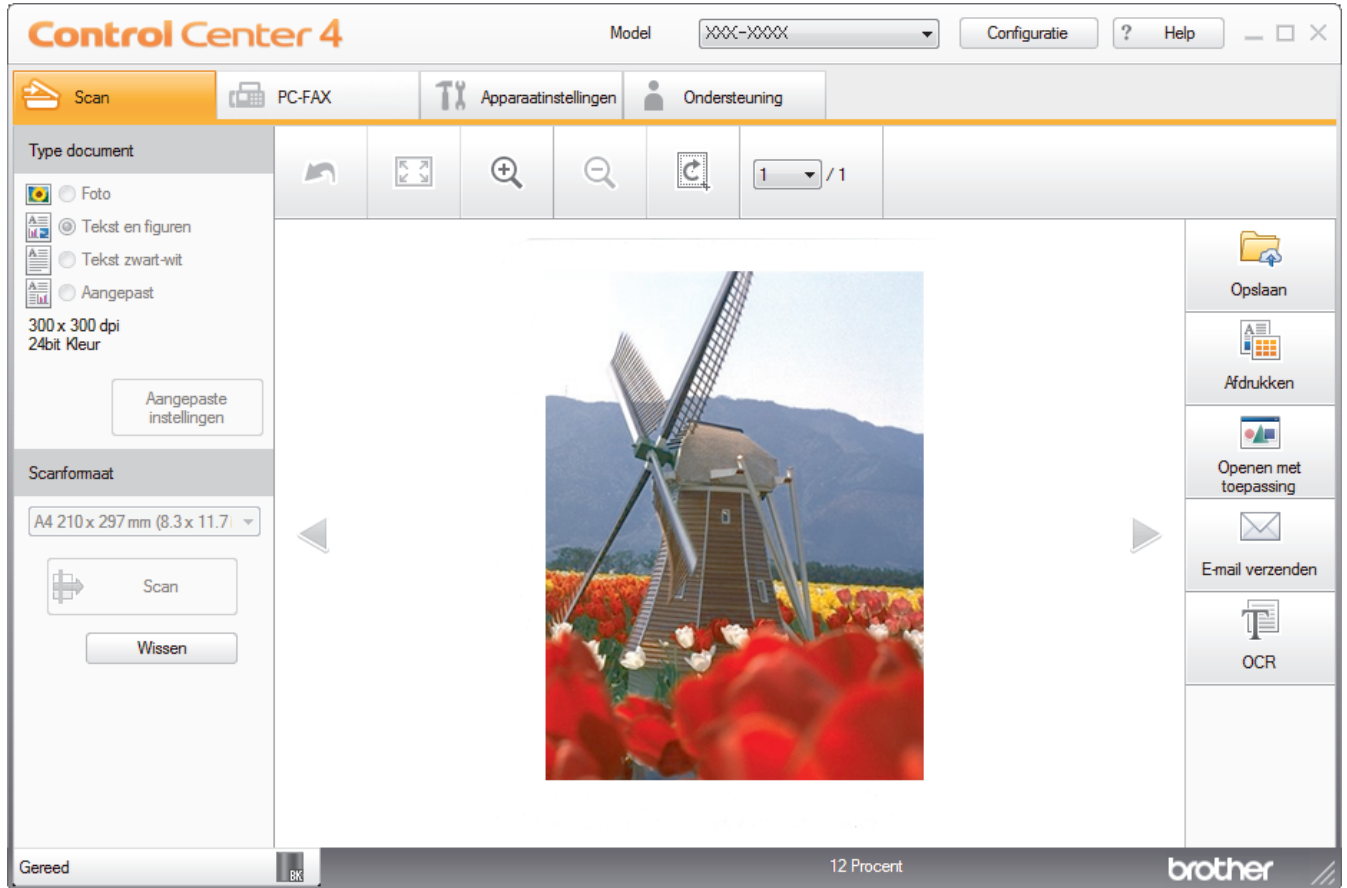 Control Center 4
Model
XXX-XXXX
Configuratie
? Help
Scan
PC-FAX
Apparaatinstellingen
Ondersteuning
Type document
Foto
Tekst en figuren
Tekst zwart-wit
Aangepast
300 x 300 dpi
24bit Kleur
Aangepaste
instellingen
Scanformaat
A4 210 x 297 mm (8.3 x 11.7
Scan
Wissen
1 / 1
Opslaan
Afdrukken
Openen met
toepassing
E-mail verzenden
OCR
Gereed
BK
12 Procent
brother